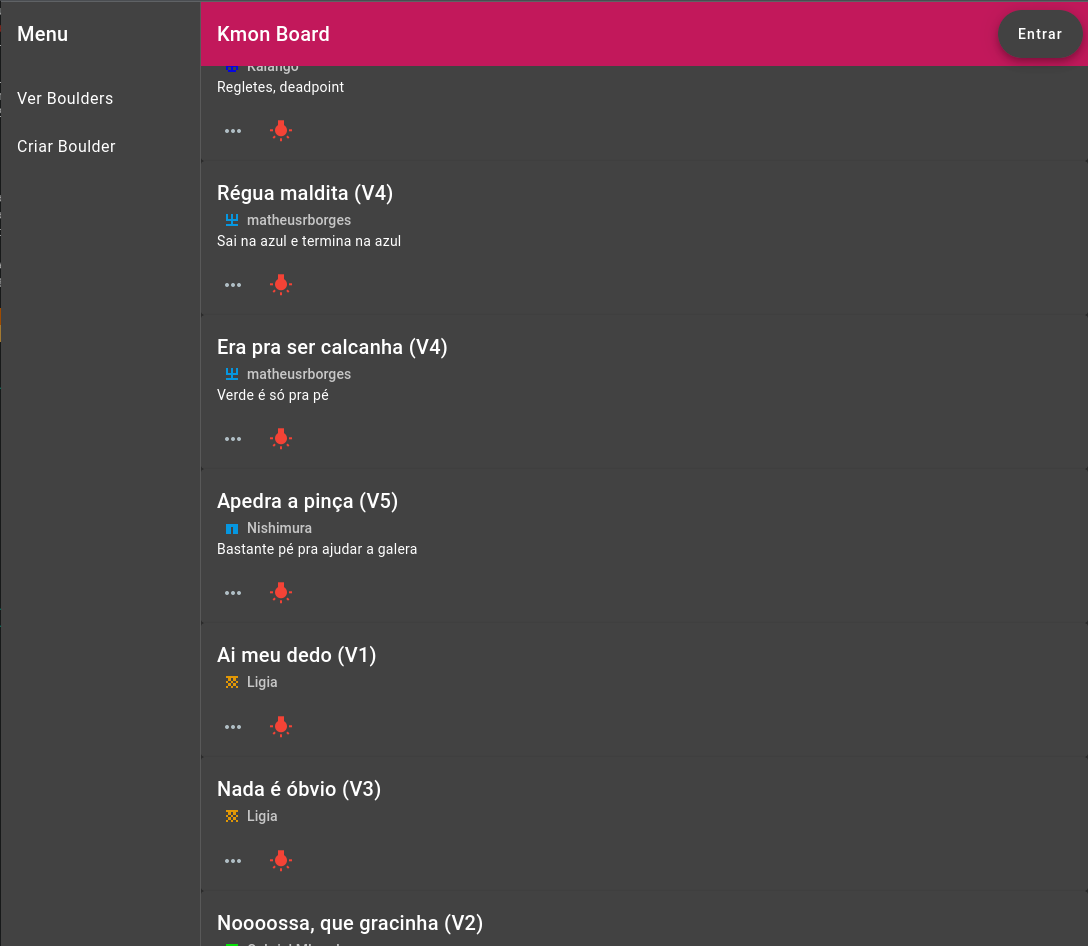 Menu
Ver Boulders
Criar Boulder
Kmon Board
Entrar
Kalango
Regletes, deadpoint
Régua maldita (V4)
matheusrborges
Sai na azul e termina na azul
Era pra ser calcanha (V4)
matheusrborges
Verde é só pra pé
Apedra a pinça (V5)
Nishimura
Bastante pé pra ajudar a galera
Ai meu dedo (V1)
Ligia
Nada é óbvio (V3)
Ligia
Noooossa, que gracinha (V2)